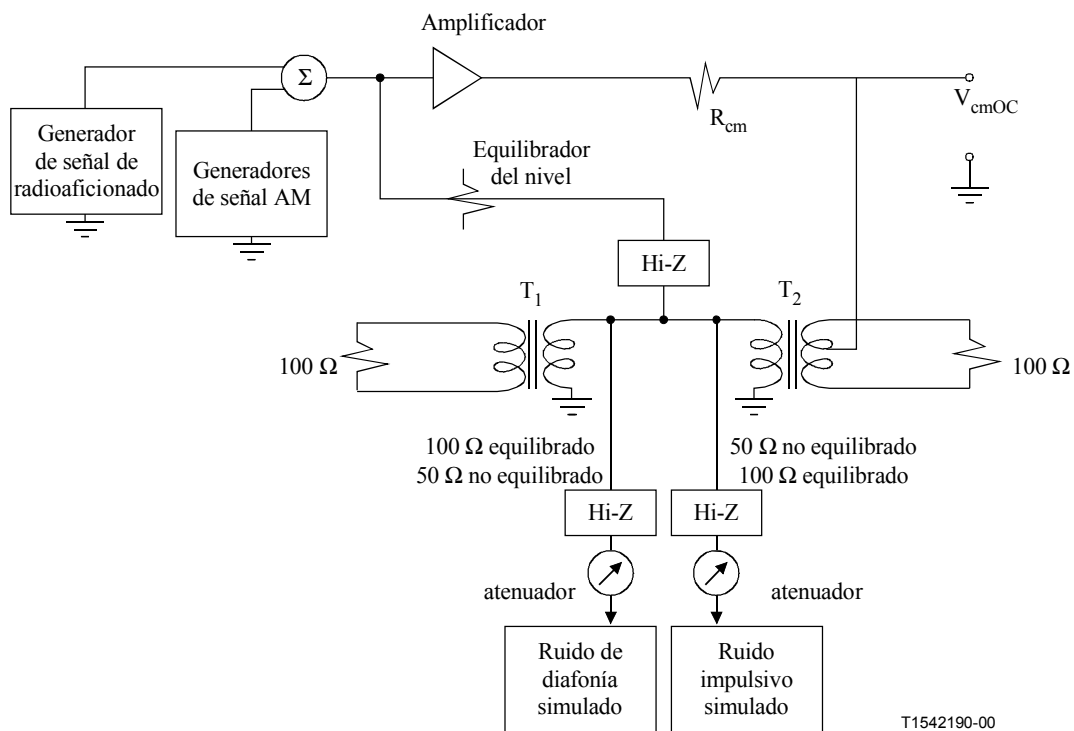 Amplificador
Σ
R_cm
V_cmOC
Generador
de señal de
radioaficionado
Generadores
de señal AM
Equilibrador
del nivel
Hi-Z
T_1
T_2
100 Ω
100 Ω
100 Ω equilibrado
50 Ω no equilibrado
50 Ω no equilibrado
100 Ω equilibrado
Hi-Z
Hi-Z
atenuador
atenuador
Ruido de
diafonía
simulado
Ruido
impulsivo
simulado
T1542190-00